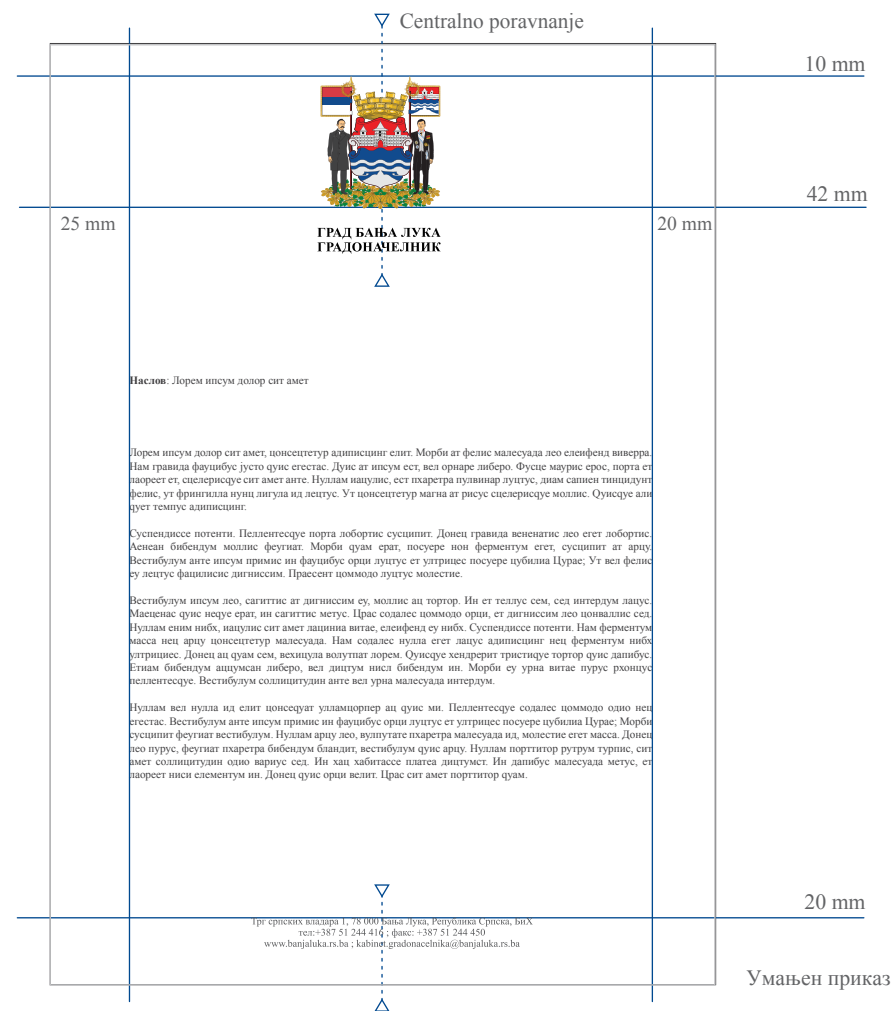 Centralno poravnanje
10 mm
42 mm
25 mm
20 mm
ГРАД БАЊА ЛУКА
ГРАДОНАЧЕЛНИК
Наслов: Лорем ипсум долор сит амет
Лорем ипсум долор сит амет, цонсецтетур адиписцинг елит. Морби ат фелис малесуада лео елеифенд виверра.
Нам гравида фауцибус јусто qуис егестас. Дуис ат ипсум ест, вел орнаре либеро. Фусце маурис ерос, порта ет
лаореет ет, сцелерисqуе сит амет анте. Нуллам иацулис, ест пхаретра пулвинар луцтус, диам сапиен тинцидунт
фелис, ут фрингилла нунц лигула ид лецтус. Ут цонсецтетур магна ат рисус сцелерисqуе моллис. Qуисqуе али
qует темпус адиписцинг.
Суспендиссе потенти. Пеллентесqуе порта лобортис сусципит. Донец гравида вененатис лео егет лобортис.
Аенеан бибендум моллис феугиат. Морби qуам ерат, посуере нон ферментум егет, сусципит ат арцу.
Вестибулум анте ипсум примис ин фауцибус орци луцтус ет ултрицес посуере цубилиа Цурае; Ут вел фелис
еу лецтус фацилисис дигниссим. Праесент цоммодо луцтус молестие.
Вестибулум ипсум лео, сагиттис ат дигниссим еу, моллис ац тортор. Ин ет теллус сем, сед интердум лацус.
Маеценас qуис неqуе ерат, ин сагиттис метус. Црас содалес цоммодо орци, ет дигниссим лео цонваллис сед.
Нуллам еним нибх, иацулис сит амет лациниа витае, елеифенд еу нибх. Суспендиссе потенти. Нам ферментум
масса нец арцу цонсецтетур малесуада. Нам содалес нулла егет лацус адиписцинг нец ферментум нибх
ултрициес. Донец ац qуам сем, вехицула волутпат лорем. Qуисqуе хендрерит тристиqуе тортор qуис дапибус.
Етиам бибендум аццумсан либеро, вел дицтум нисл бибендум ин. Морби еу урна витае пурус рхонцус
пеллентесqуе. Вестибулум соллицитудин анте вел урна малесуада интердум.
Нуллам вел нулла ид елит цонсеqуат улламцорпер ац qуис ми. Пеллентесqуе содалес цоммодо одио нец
егестас. Вестибулум анте ипсум примис ин фауцибус орци луцтус ет ултрицес посуере цубилиа Цурае; Морби
сусципит феугиат вестибулум. Нуллам арцу лео, вулпутате пхаретра малесуада ид, молестие егет масса. Донец
лео пурус, феугиат пхаретра бибендум бландит, вестибулум qуис арцу. Нуллам порттитор рутрум турпис, сит
амет соллицитудин одио вариус сед. Ин хац хабитассе платеа дицтумст. Ин дапибус малесуада метус, ет
лаореет ниси елементум ин. Донец qуис орци велит. Црас сит амет порттитор qуам.
20 mm
Трг српских владара 1, 78 000 Бања Лука, Република Српска, БиХ
тел:+387 51 244 416 ; факс: +387 51 244 450
www.banjaluka.rs.ba ; kabinet.gradonacelnika@banjaluka.rs.ba
Умањен приказ